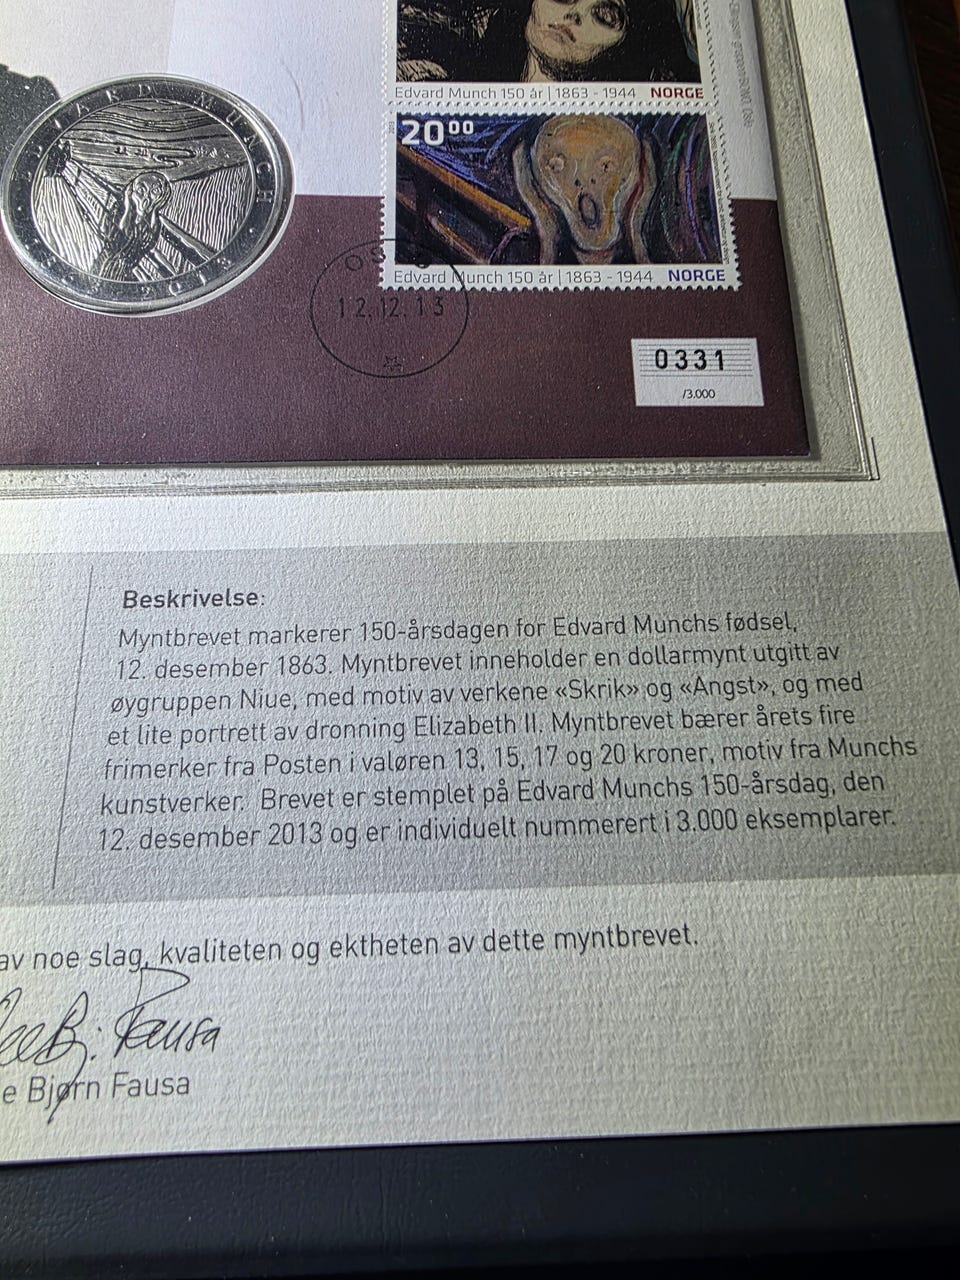 EDVARD MUNCH
2013
Edvard Munch 150 år | 1863 - 1944 NORGE
20⁰⁰
Edvard Munch 150 år | 1863 - 1944 NORGE
12.12.13
0331
/3.000
Beskrivelse:
Myntbrevet markerer 150-årsdagen for Edvard Munchs fødsel,
12. desember 1863. Myntbrevet inneholder en dollarmynt utgitt av
øygruppen Niue, med motiv av verkene «Skrik» og «Angst», og med
et lite portrett av dronning Elizabeth II. Myntbrevet bærer årets fire
frimerker fra Posten i valøren 13, 15, 17 og 20 kroner, motiv fra Munchs
kunstverker. Brevet er stemplet på Edvard Munchs 150-årsdag, den
12. desember 2013 og er individuelt nummerert i 3.000 eksemplarer.
av noe slag, kvaliteten og ektheten av dette myntbrevet.
B. Fausa
e Bjørn Fausa